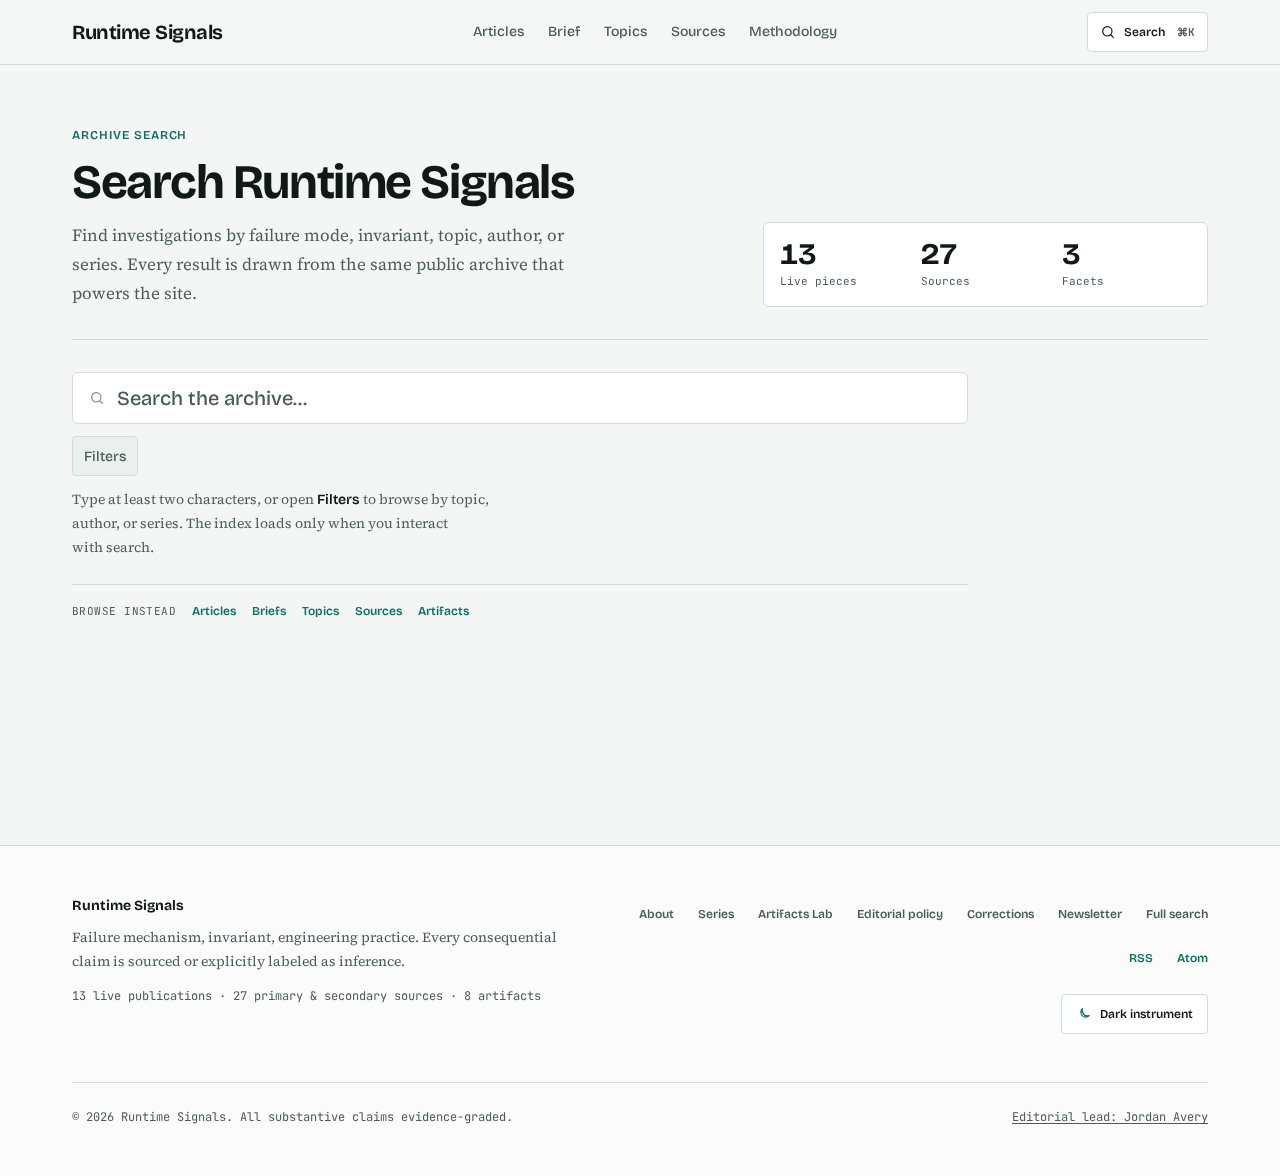 Runtime Signals
Articles Brief Topics Sources Methodology
Search ⌘K
ARCHIVE SEARCH
Search Runtime Signals
Find investigations by failure mode, invariant, topic, author, or
series. Every result is drawn from the same public archive that
powers the site.
13 27 3
Live pieces Sources Facets
Search the archive…
Filters
Type at least two characters, or open Filters to browse by topic,
author, or series. The index loads only when you interact
with search.
BROWSE INSTEAD Articles Briefs Topics Sources Artifacts
Runtime Signals
Failure mechanism, invariant, engineering practice. Every consequential
claim is sourced or explicitly labeled as inference.
13 live publications · 27 primary & secondary sources · 8 artifacts
About Series Artifacts Lab Editorial policy Corrections Newsletter Full search
RSS Atom
Dark instrument
© 2026 Runtime Signals. All substantive claims evidence-graded.
Editorial lead: Jordan Avery